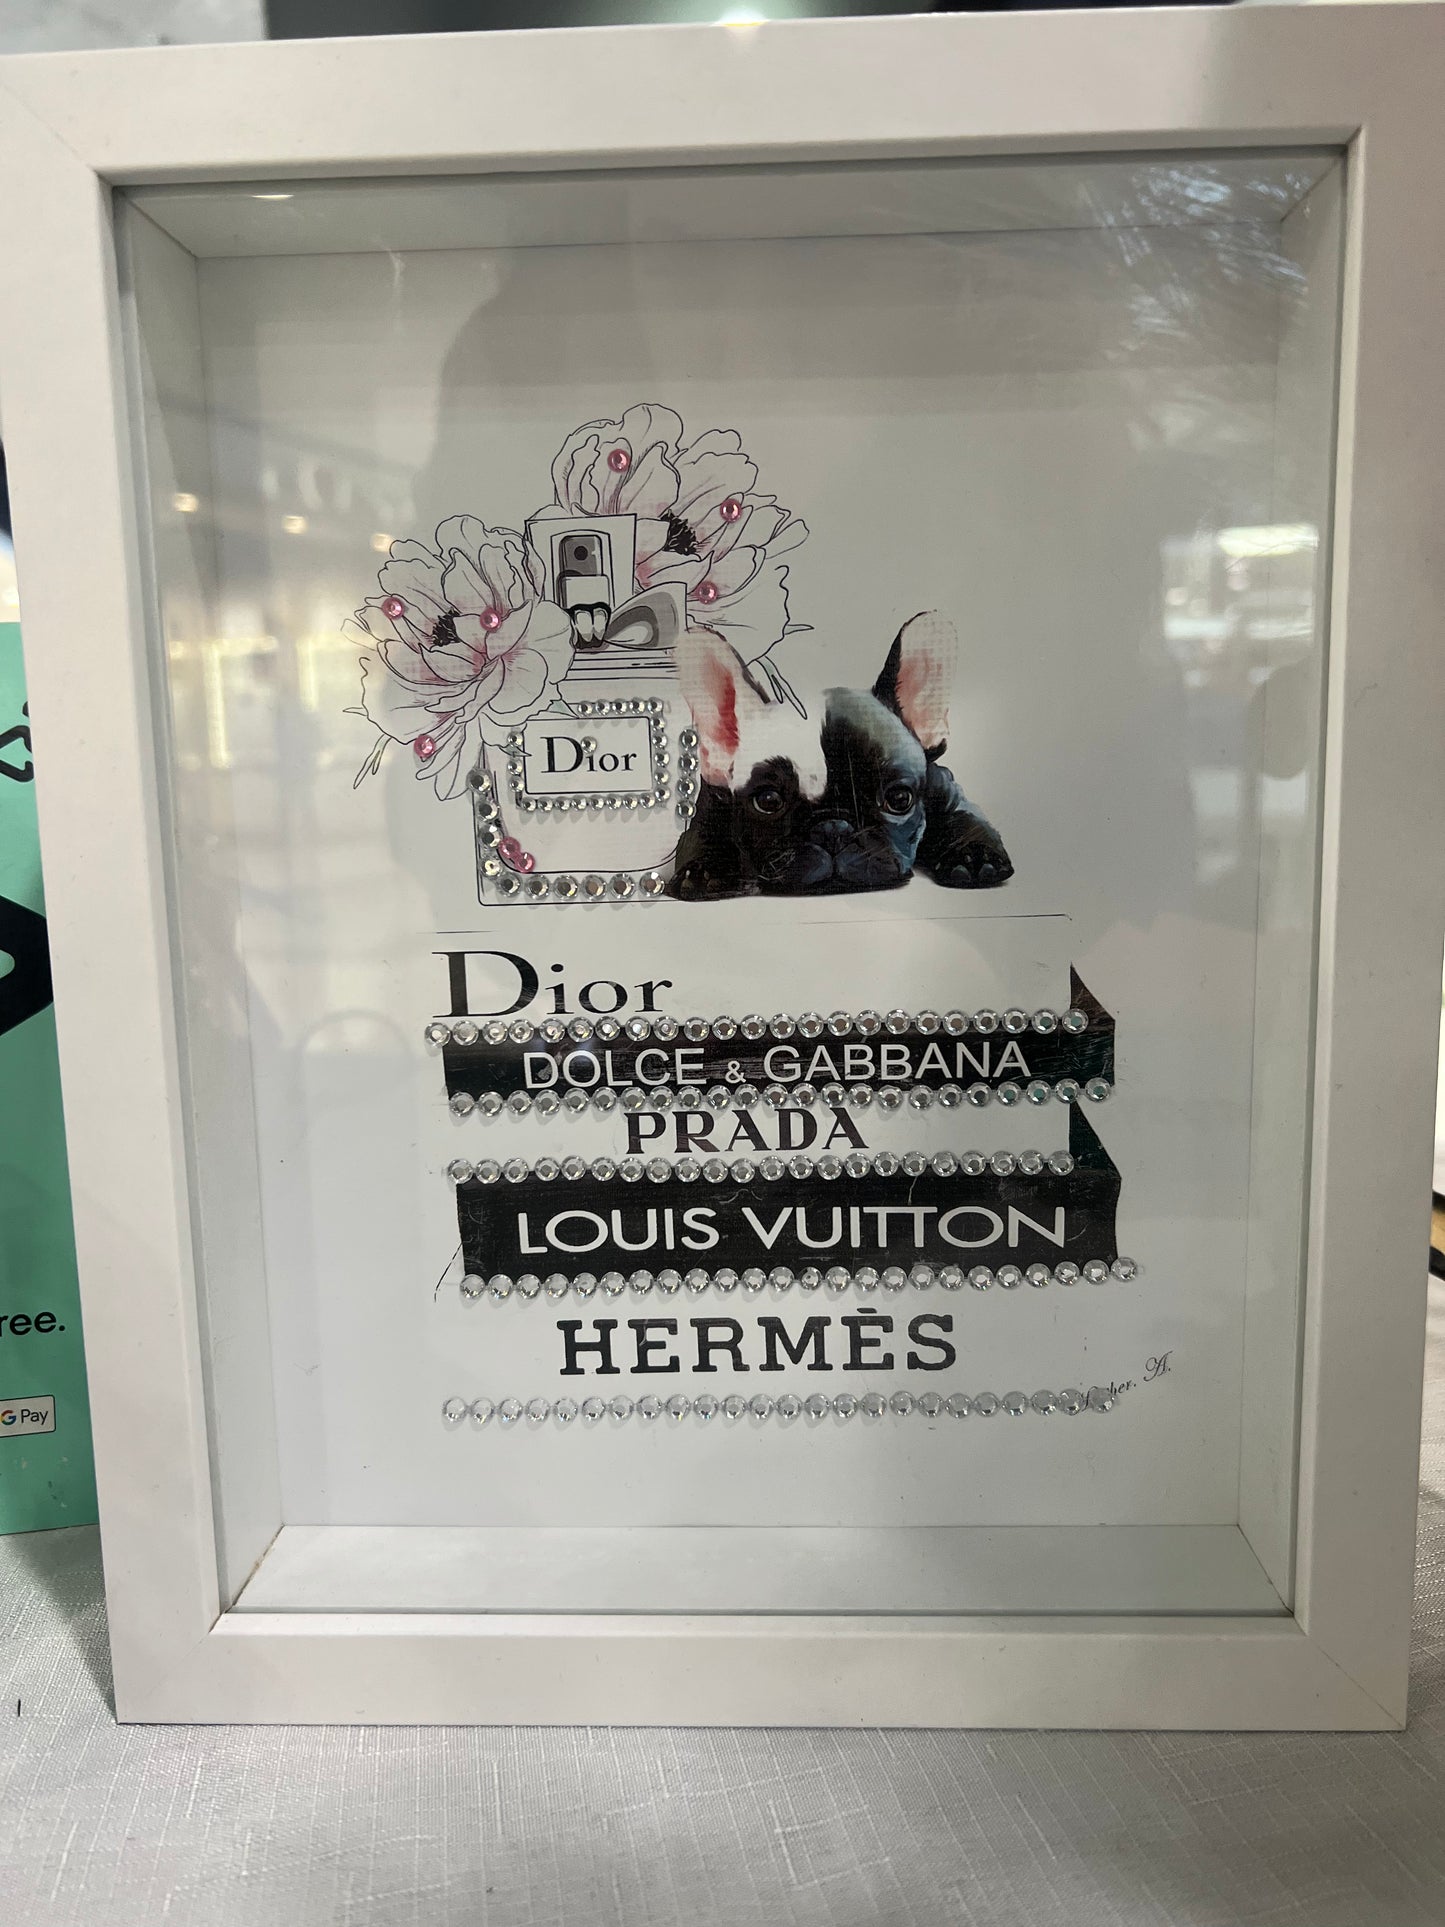 Dior
Dior
DOLCE & GABBANA
PRADA
LOUIS VUITTON
HERMÈS
A.
ree.
G Pay